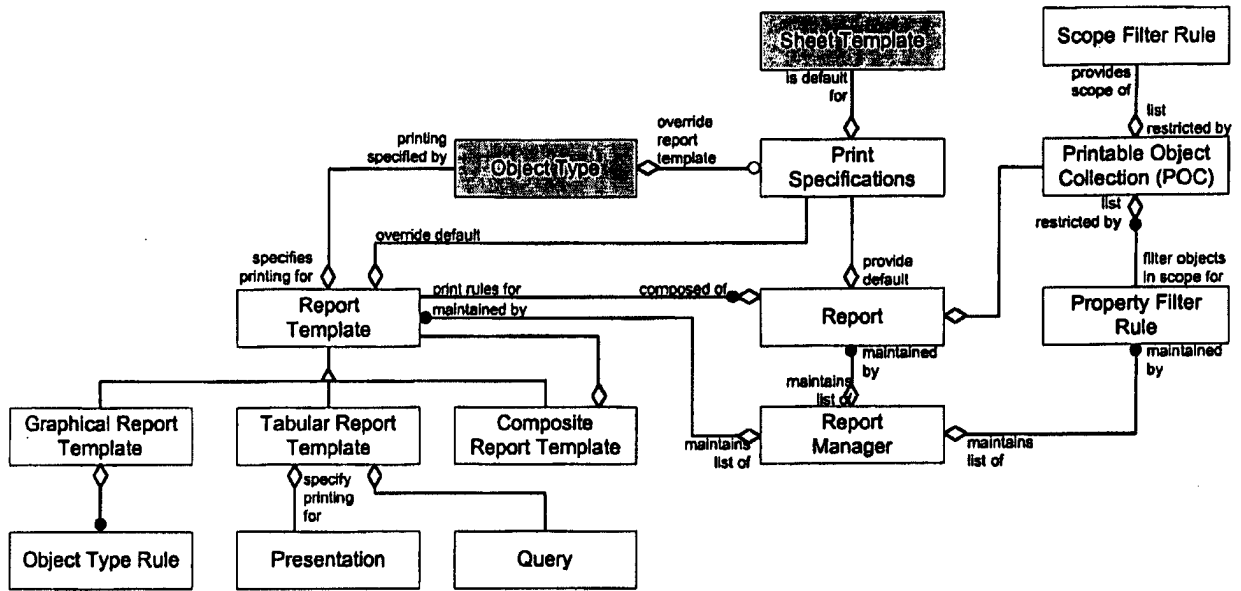 Sheet Template
Scope Filter Rule
is default
for
provides
scope of
list
restricted by
printing
specified by
override
report
template
Object Type
Print
Specifications
Printable Object
Collection (POC)
list
restricted by
override default
specifies
printing for
provide
default
filter objects
in scope for
Report
Template
print rules for
composed of
maintained by
Report
Property Filter
Rule
maintained
by
maintained
by
maintains
list of
Graphical Report
Template
Tabular Report
Template
Composite
Report Template
Report
Manager
maintains
list of
maintains
list of
specify
printing
for
Object Type Rule
Presentation
Query